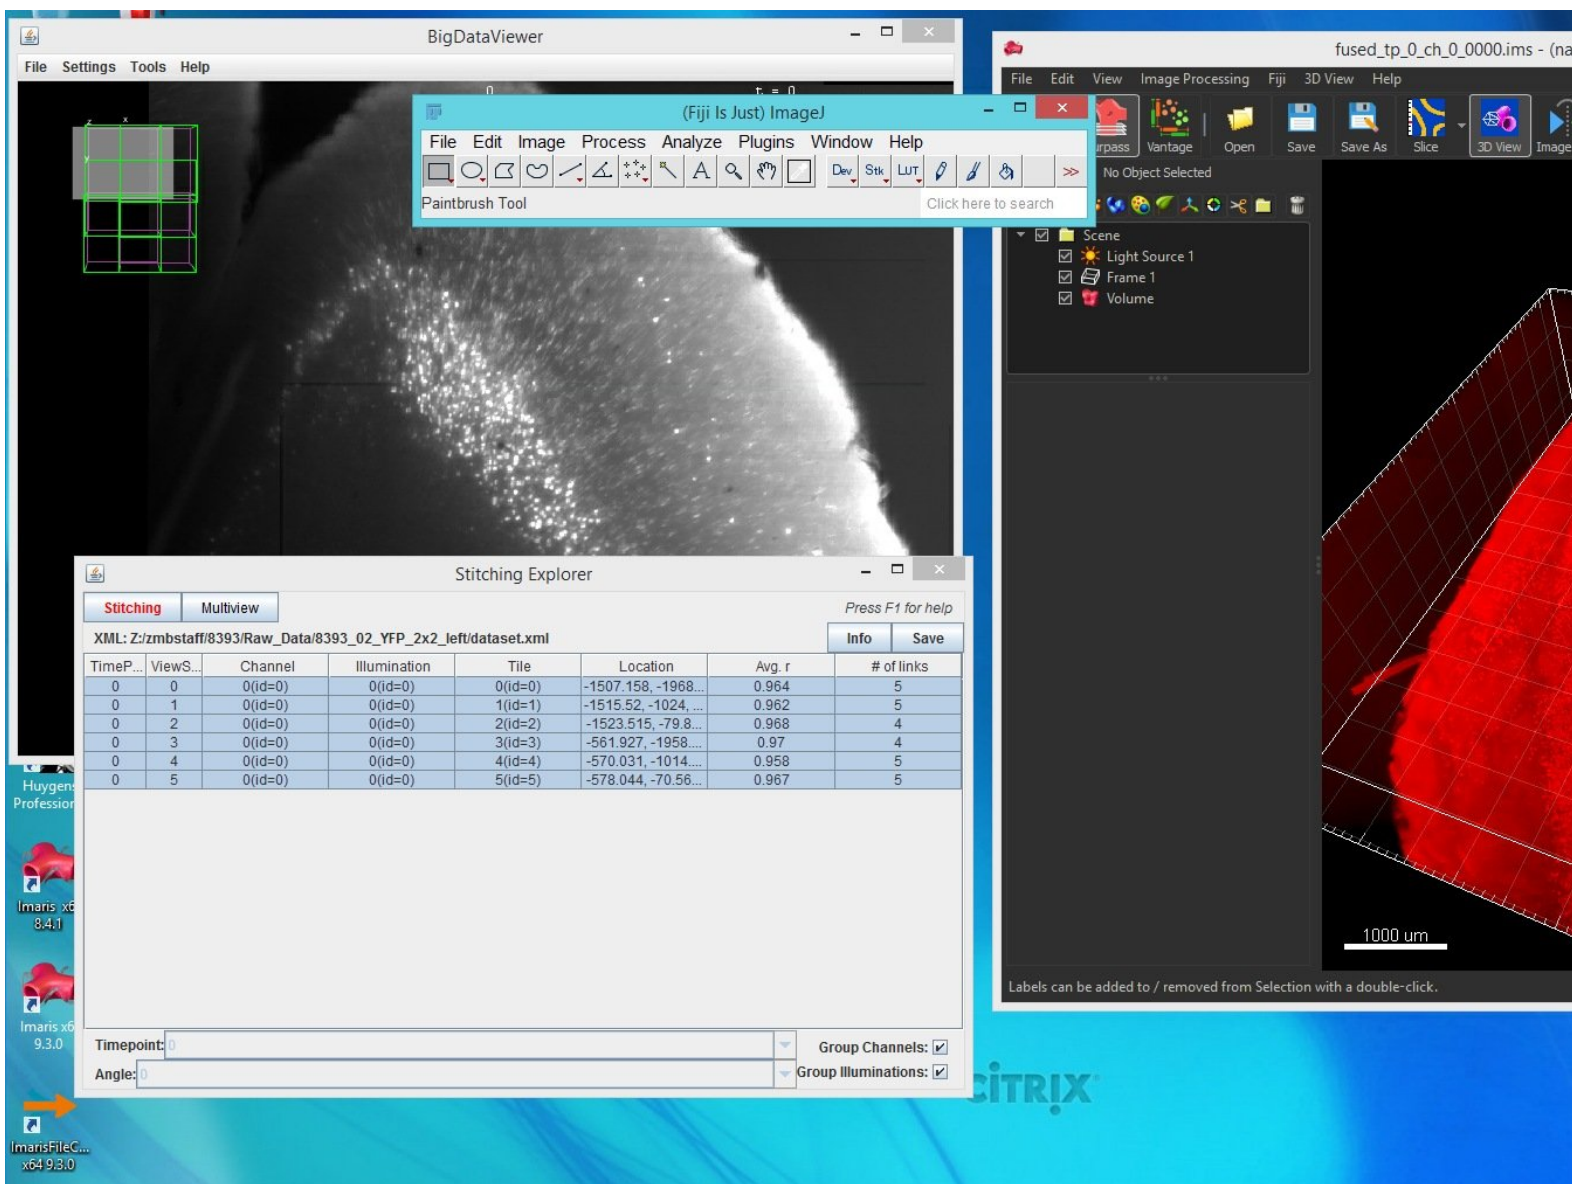 BigDataViewer
File Settings Tools Help
0 t = 0
z x
y
(Fiji Is Just) ImageJ
File Edit Image Process Analyze Plugins Window Help
A Dev Stk LUT >>
Paintbrush Tool Click here to search
fused_tp_0_ch_0_0000.ims - (na
File Edit View Image Processing Fiji 3D View Help
rpass Vantage Open Save Save As Slice 3D View Image
No Object Selected
Scene
Light Source 1
Frame 1
Volume
1000 um
Labels can be added to / removed from Selection with a double-click.
Stitching Explorer
Stitching Multiview Press F1 for help
XML: Z:/zmbstaff/8393/Raw_Data/8393_02_YFP_2x2_left/dataset.xml Info Save
TimeP... ViewS... Channel Illumination Tile Location Avg. r # of links
0 0 0(id=0) 0(id=0) 0(id=0) -1507.158, -1968... 0.964 5
0 1 0(id=0) 0(id=0) 1(id=1) -1515.52, -1024, ... 0.962 5
0 2 0(id=0) 0(id=0) 2(id=2) -1523.515, -79.8... 0.968 4
0 3 0(id=0) 0(id=0) 3(id=3) -561.927, -1958.... 0.97 4
0 4 0(id=0) 0(id=0) 4(id=4) -570.031, -1014.... 0.958 5
0 5 0(id=0) 0(id=0) 5(id=5) -578.044, -70.56... 0.967 5
Timepoint: 0 Group Channels:
Angle: 0 Group Illuminations:
Huygens
Profession
Imaris x6
8.4.1
Imaris x6
9.3.0
ImarisFileC...
x64 9.3.0
CITRIX